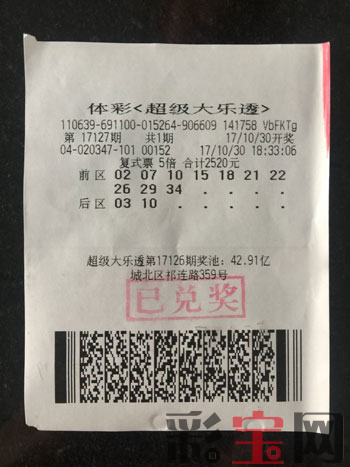 体彩<超级大乐透>
110639-691100-015264-906609 141758 VbFKTg
第 17127期 共1期 17/10/30开奖
04-020347-101 00152 17/10/30 18:33:06
复式票 5倍 合计2520元
前区 02 07 10 15 18 21 22
26 29 34 . . . .
后区 03 10 . . . . .
超级大乐透第17126期奖池: 42.91亿
城北区祁连路359号
已兑奖
彩宝网